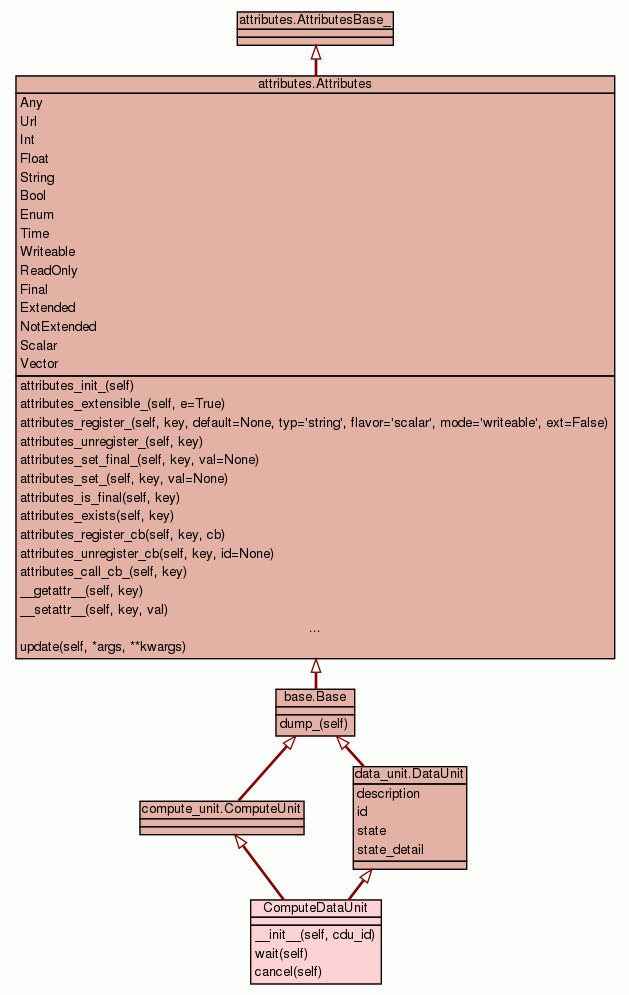 attributes.AttributesBase_
attributes.Attributes
Any
Url
Int
Float
String
Bool
Enum
Time
Writeable
ReadOnly
Final
Extended
NotExtended
Scalar
Vector
attributes_init_(self)
attributes_extensible_(self, e=True)
attributes_register_(self, key, default=None, typ='string', flavor='scalar', mode='writeable', ext=False)
attributes_unregister_(self, key)
attributes_set_final_(self, key, val=None)
attributes_set_(self, key, val=None)
attributes_is_final(self, key)
attributes_exists(self, key)
attributes_register_cb(self, key, cb)
attributes_unregister_cb(self, key, id=None)
attributes_call_cb_(self, key)
__getattr__(self, key)
__setattr__(self, key, val)
...
update(self, *args, **kwargs)
base.Base
dump_(self)
data_unit.DataUnit
description
id
state
state_detail
compute_unit.ComputeUnit
ComputeDataUnit
__init__(self, cdu_id)
wait(self)
cancel(self)